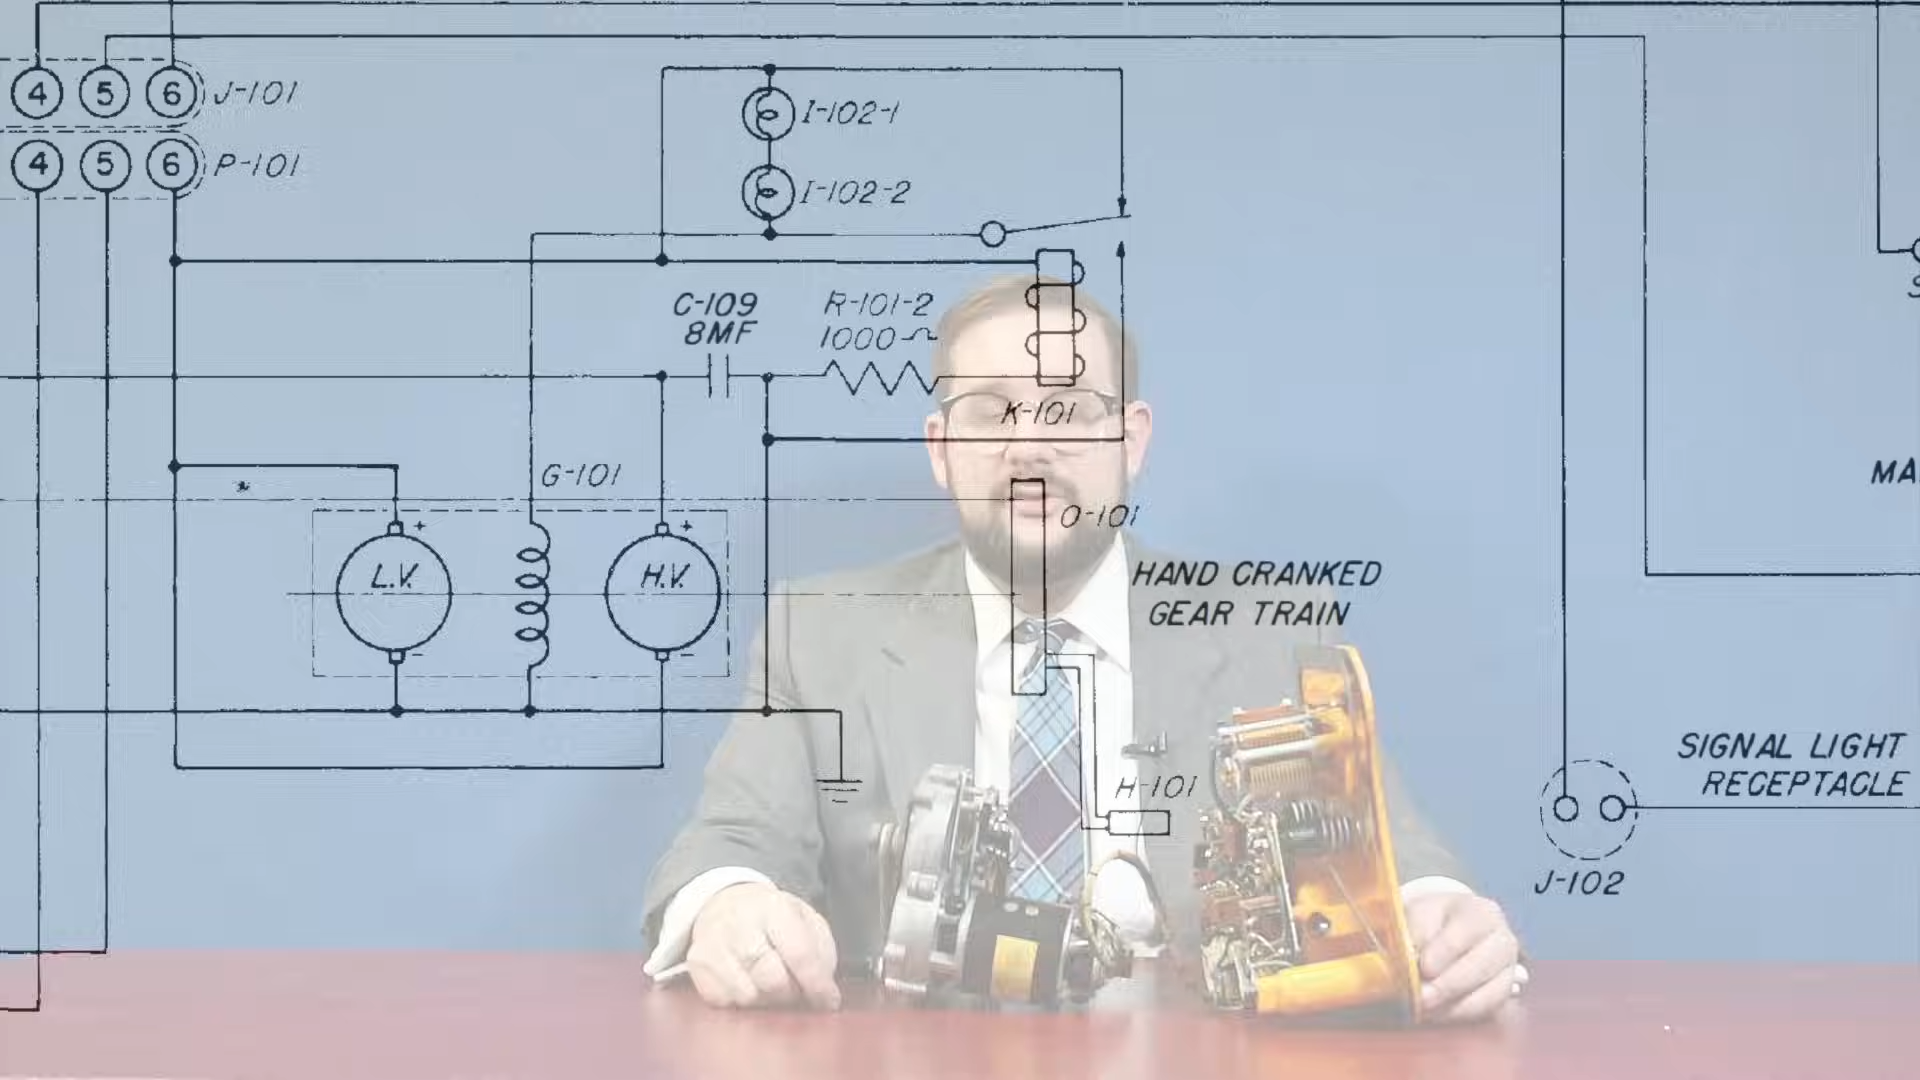 4 5 6 J-101
4 5 6 P-101
I-102-1
I-102-2
C-109
8MF
R-101-2
1000
K-101
G-101
+
+
L.V.
H.V.
-
-
O-101
HAND CRANKED
GEAR TRAIN
H-101
MA
SIGNAL LIGHT
RECEPTACLE
J-102